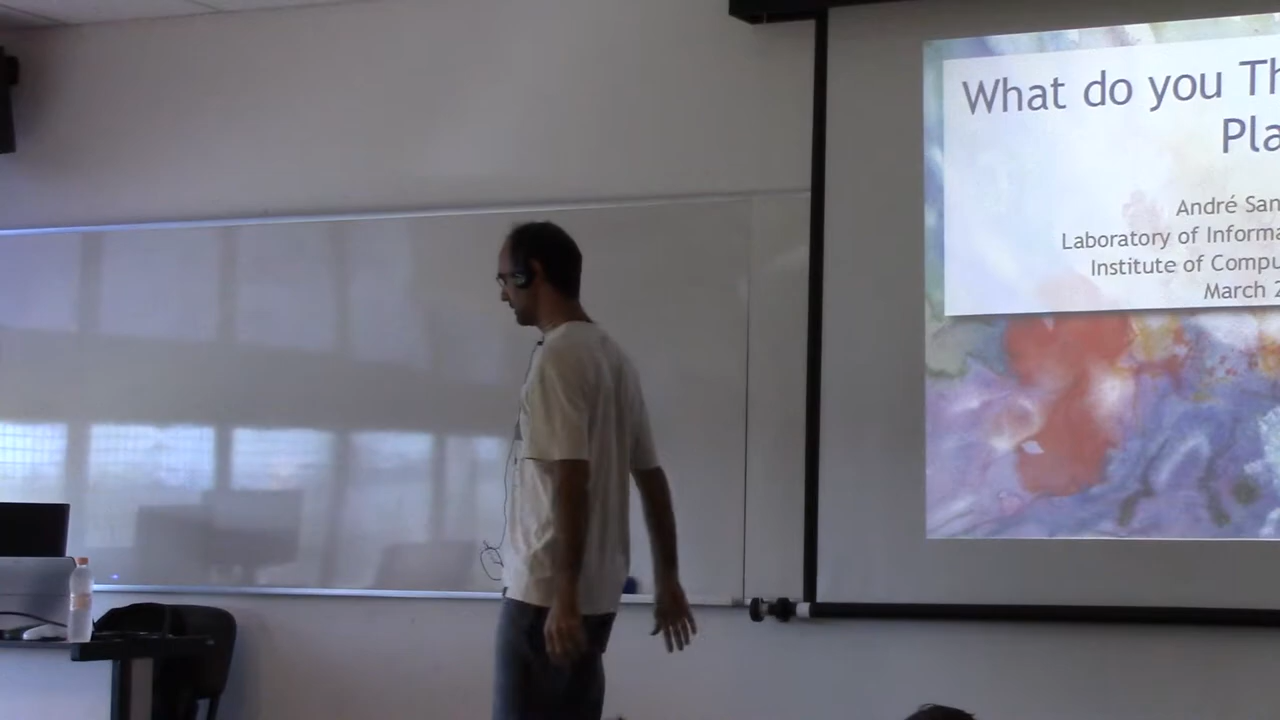 What do you Th
Pla
André San
Laboratory of Informa
Institute of Compu
March 2